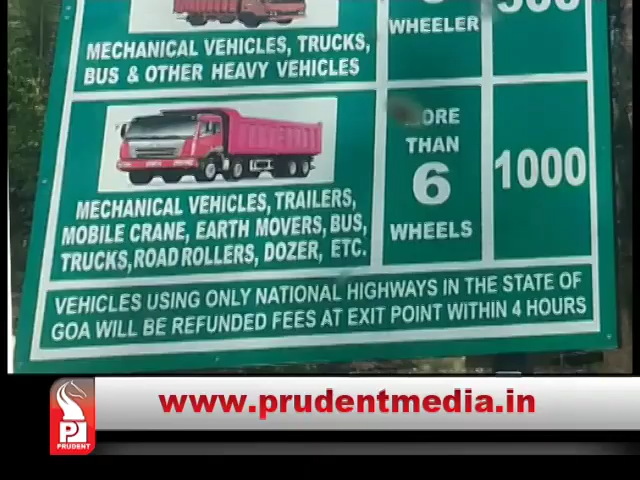 500
WHEELER
MECHANICAL VEHICLES, TRUCKS,
BUS & OTHER HEAVY VEHICLES
MORE
THAN
6
WHEELS
1000
MECHANICAL VEHICLES, TRAILERS,
MOBILE CRANE, EARTH MOVERS, BUS,
TRUCKS, ROAD ROLLERS, DOZER, ETC.
VEHICLES USING ONLY NATIONAL HIGHWAYS IN THE STATE OF
GOA WILL BE REFUNDED FEES AT EXIT POINT WITHIN 4 HOURS
PRUDENT
www.prudentmedia.in